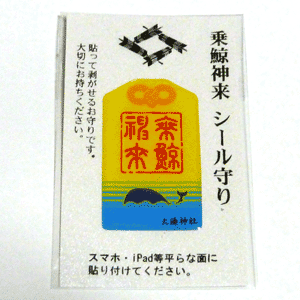 乗鯨神来 シール守り
貼って剥がせるお守りです。
大切にお持ちください。
乗鯨
禔来
大海神社
スマホ・iPad等平らな面に
貼り付けてください。